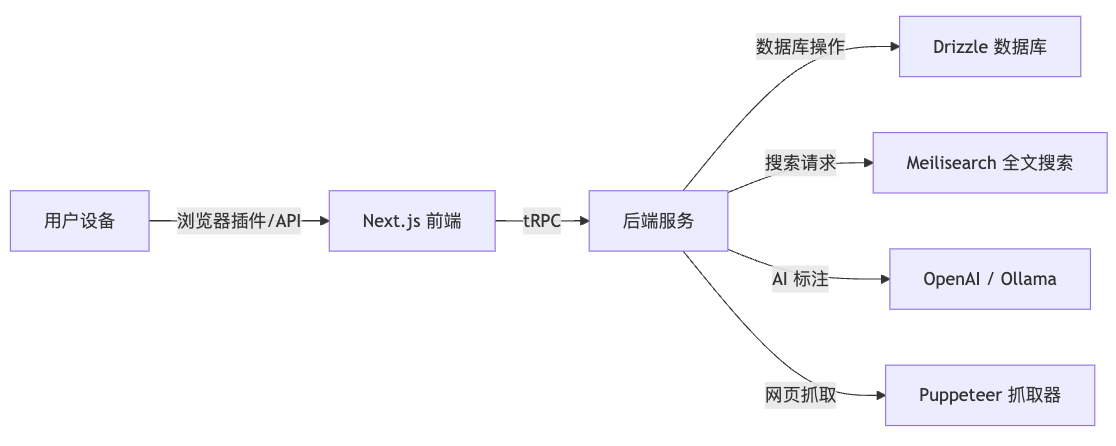 用户设备
浏览器插件/API
Next.js 前端
tRPC
后端服务
数据库操作
Drizzle 数据库
搜索请求
Meilisearch 全文搜索
AI 标注
OpenAI / Ollama
网页抓取
Puppeteer 抓取器